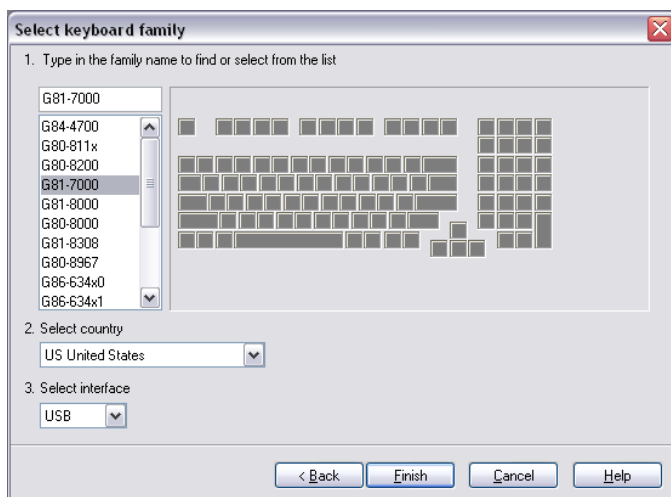 Select keyboard family
1. Type in the family name to find or select from the list
G81-7000
G84-4700
G80-811x
G80-8200
G81-7000
G81-8000
G80-8000
G81-8308
G80-8967
G86-634x0
G86-634x1
2. Select country
US United States
3. Select interface
USB
< Back Finish Cancel Help